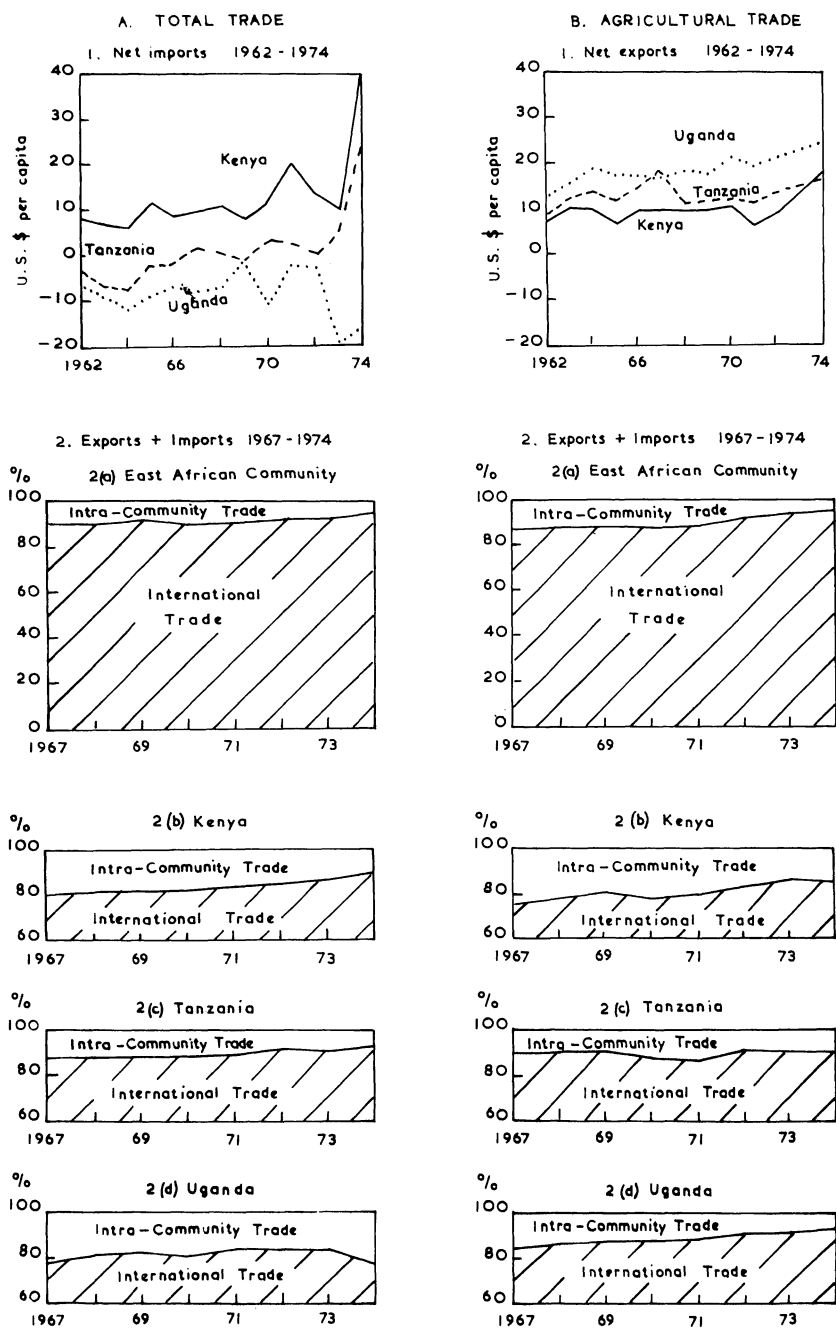 A. TOTAL TRADE
1. Net imports 1962-1974
U.S. $ per capita
40
30
20
10
0
-10
-20
Kenya
Tanzania
Uganda
1962 66 70 74
B. AGRICULTURAL TRADE
1. Net exports 1962-1974
U.S. $ per capita
40
30
20
10
0
-10
-20
Uganda
Tanzania
Kenya
1962 66 70 74
2. Exports + Imports 1967-1974
2(a) East African Community
%
100
80
60
40
20
0
Intra-Community Trade
International
Trade
1967 69 71 73
2. Exports + Imports 1967-1974
2(a) East African Community
%
100
80
60
40
20
0
Intra-Community Trade
International
Trade
1967 69 71 73
2(b) Kenya
%
100
80
60
Intra-Community Trade
International Trade
1967 69 71 73
2(b) Kenya
%
100
80
60
Intra-Community Trade
International Trade
1967 69 71 73
2(c) Tanzania
%
100
80
60
Intra-Community Trade
International Trade
1967 69 71 73
2(c) Tanzania
%
100
80
60
Intra-Community Trade
International Trade
1967 69 71 73
2(d) Uganda
%
100
80
60
Intra-Community Trade
International Trade
1967 69 71 73
2(d) Uganda
%
100
80
60
Intra-Community Trade
International Trade
1967 69 71 73